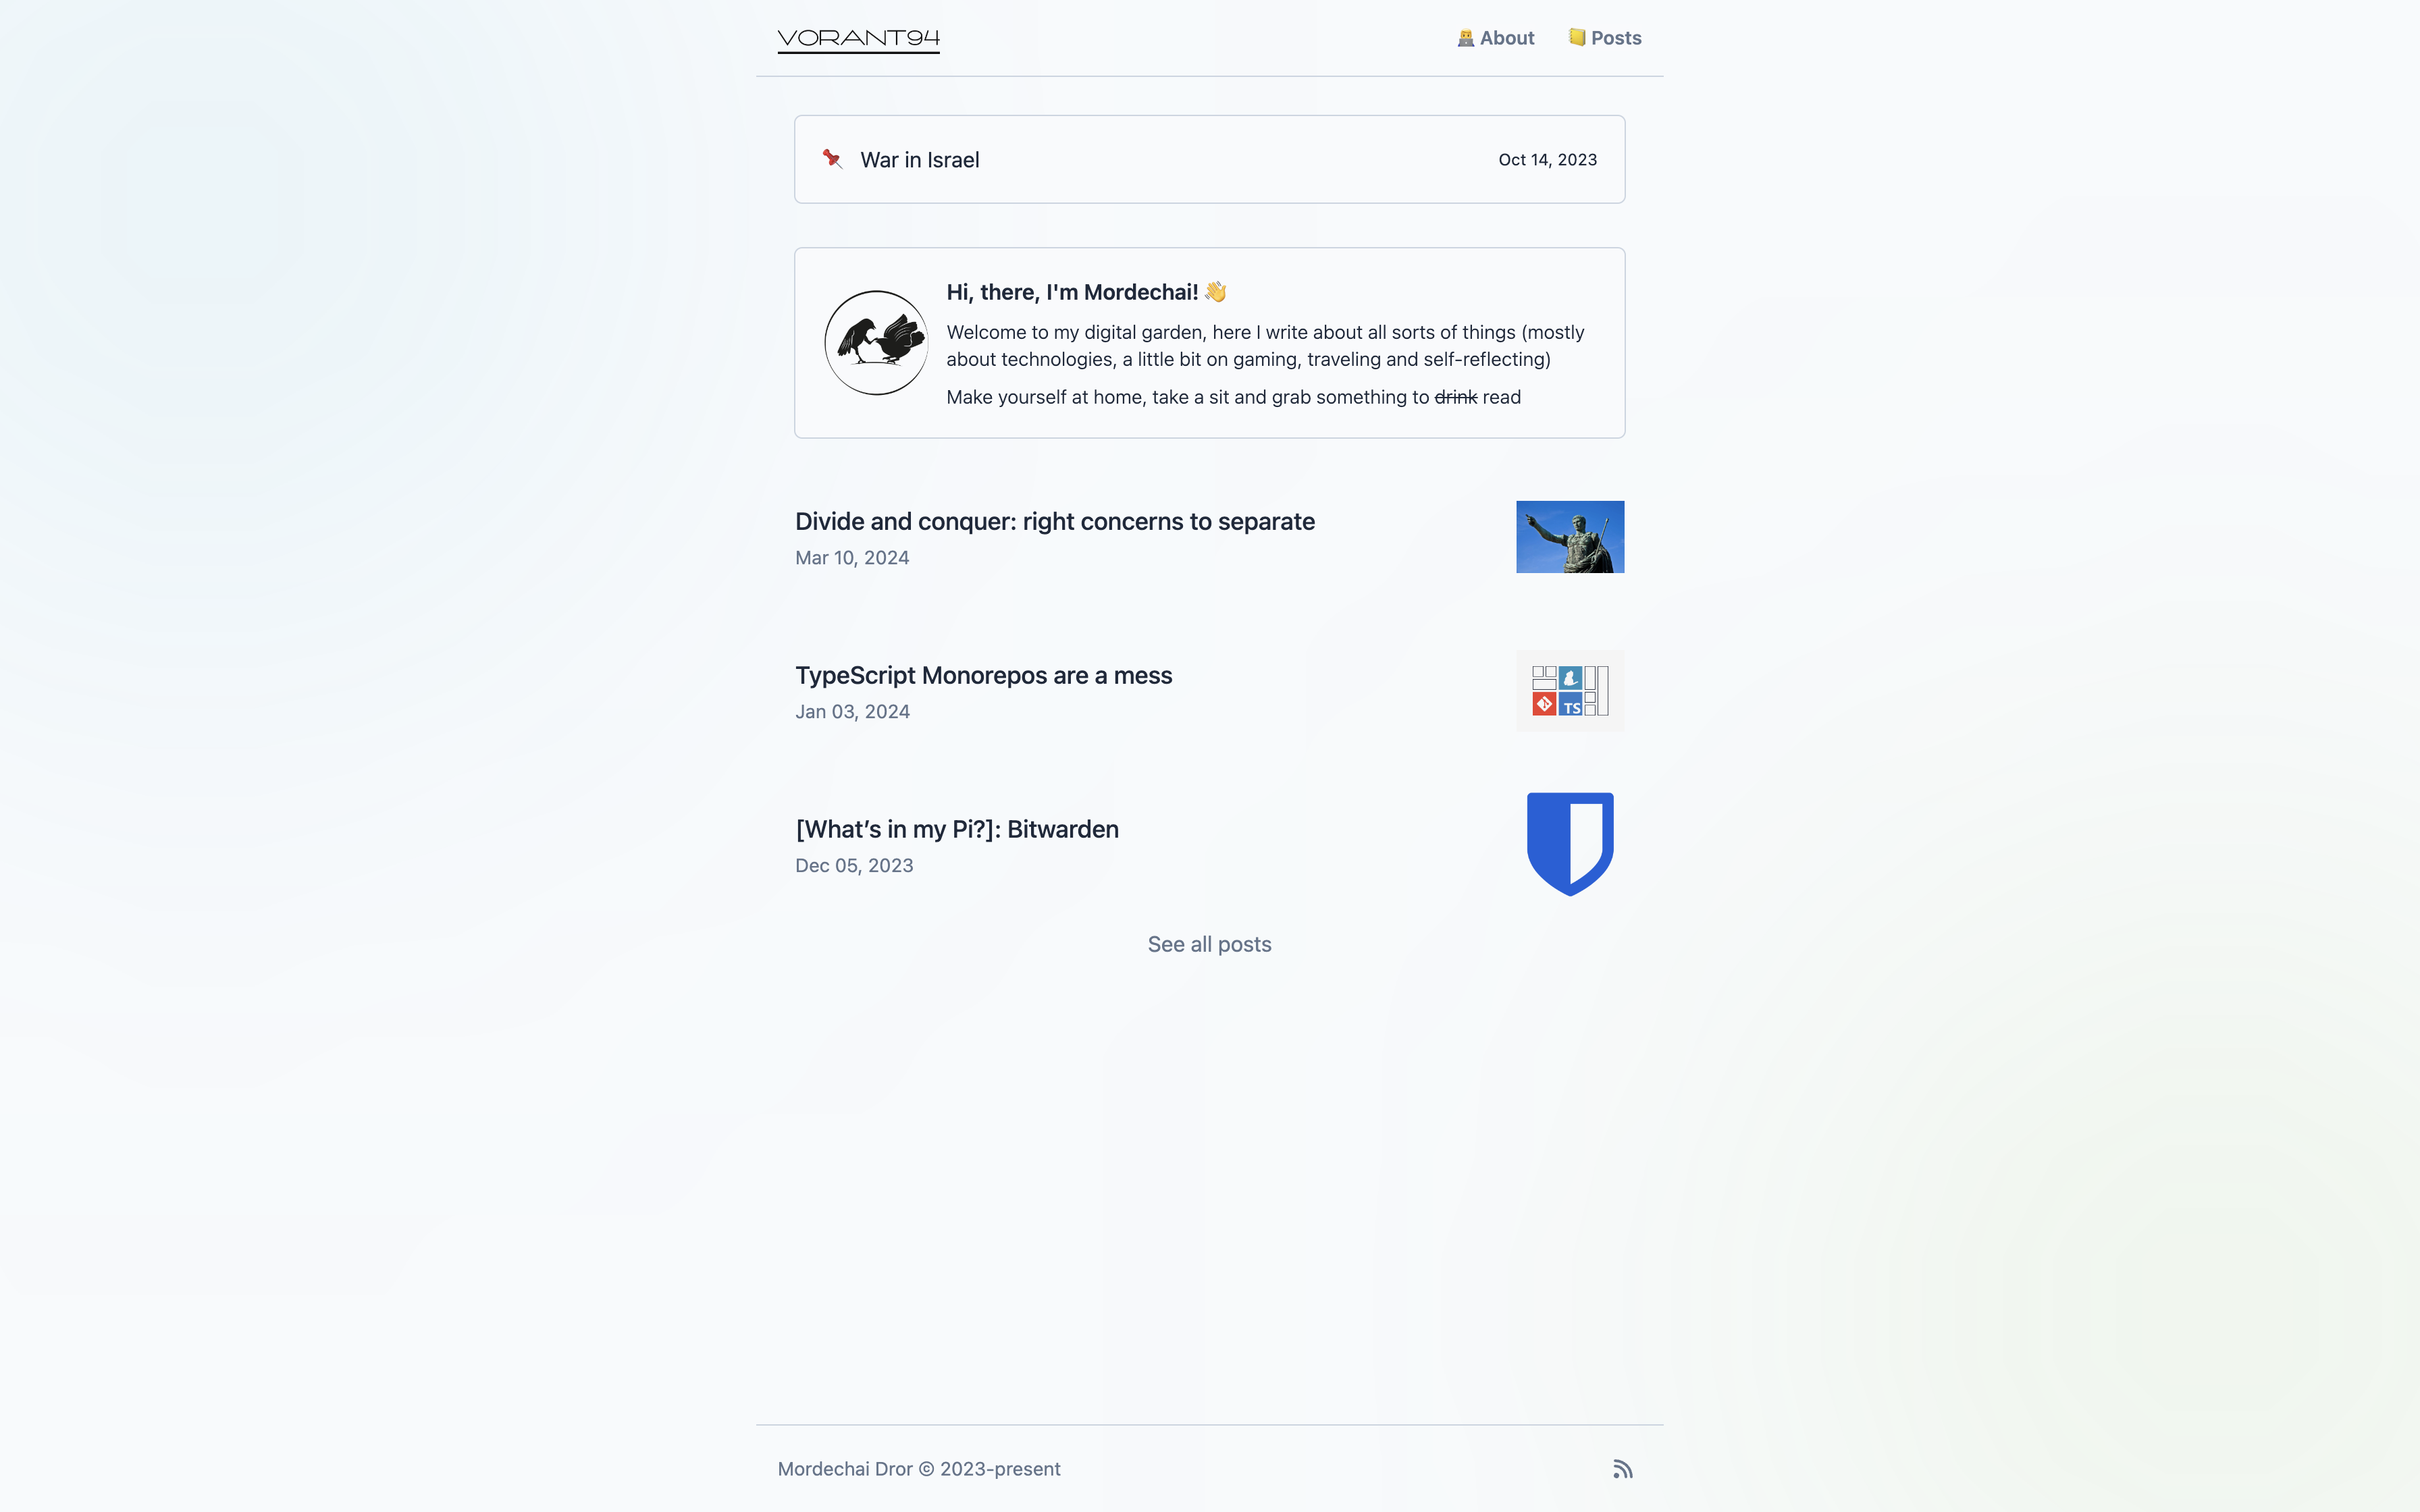 VORANT94
👨‍💻 About
📒 Posts
📌 War in Israel
Oct 14, 2023
Hi, there, I'm Mordechai! 👋
Welcome to my digital garden, here I write about all sorts of things (mostly
about technologies, a little bit on gaming, traveling and self-reflecting)
Make yourself at home, take a sit and grab something to drink read
Divide and conquer: right concerns to separate
Mar 10, 2024
TypeScript Monorepos are a mess
Jan 03, 2024
TS
[What’s in my Pi?]: Bitwarden
Dec 05, 2023
See all posts
Mordechai Dror © 2023-present